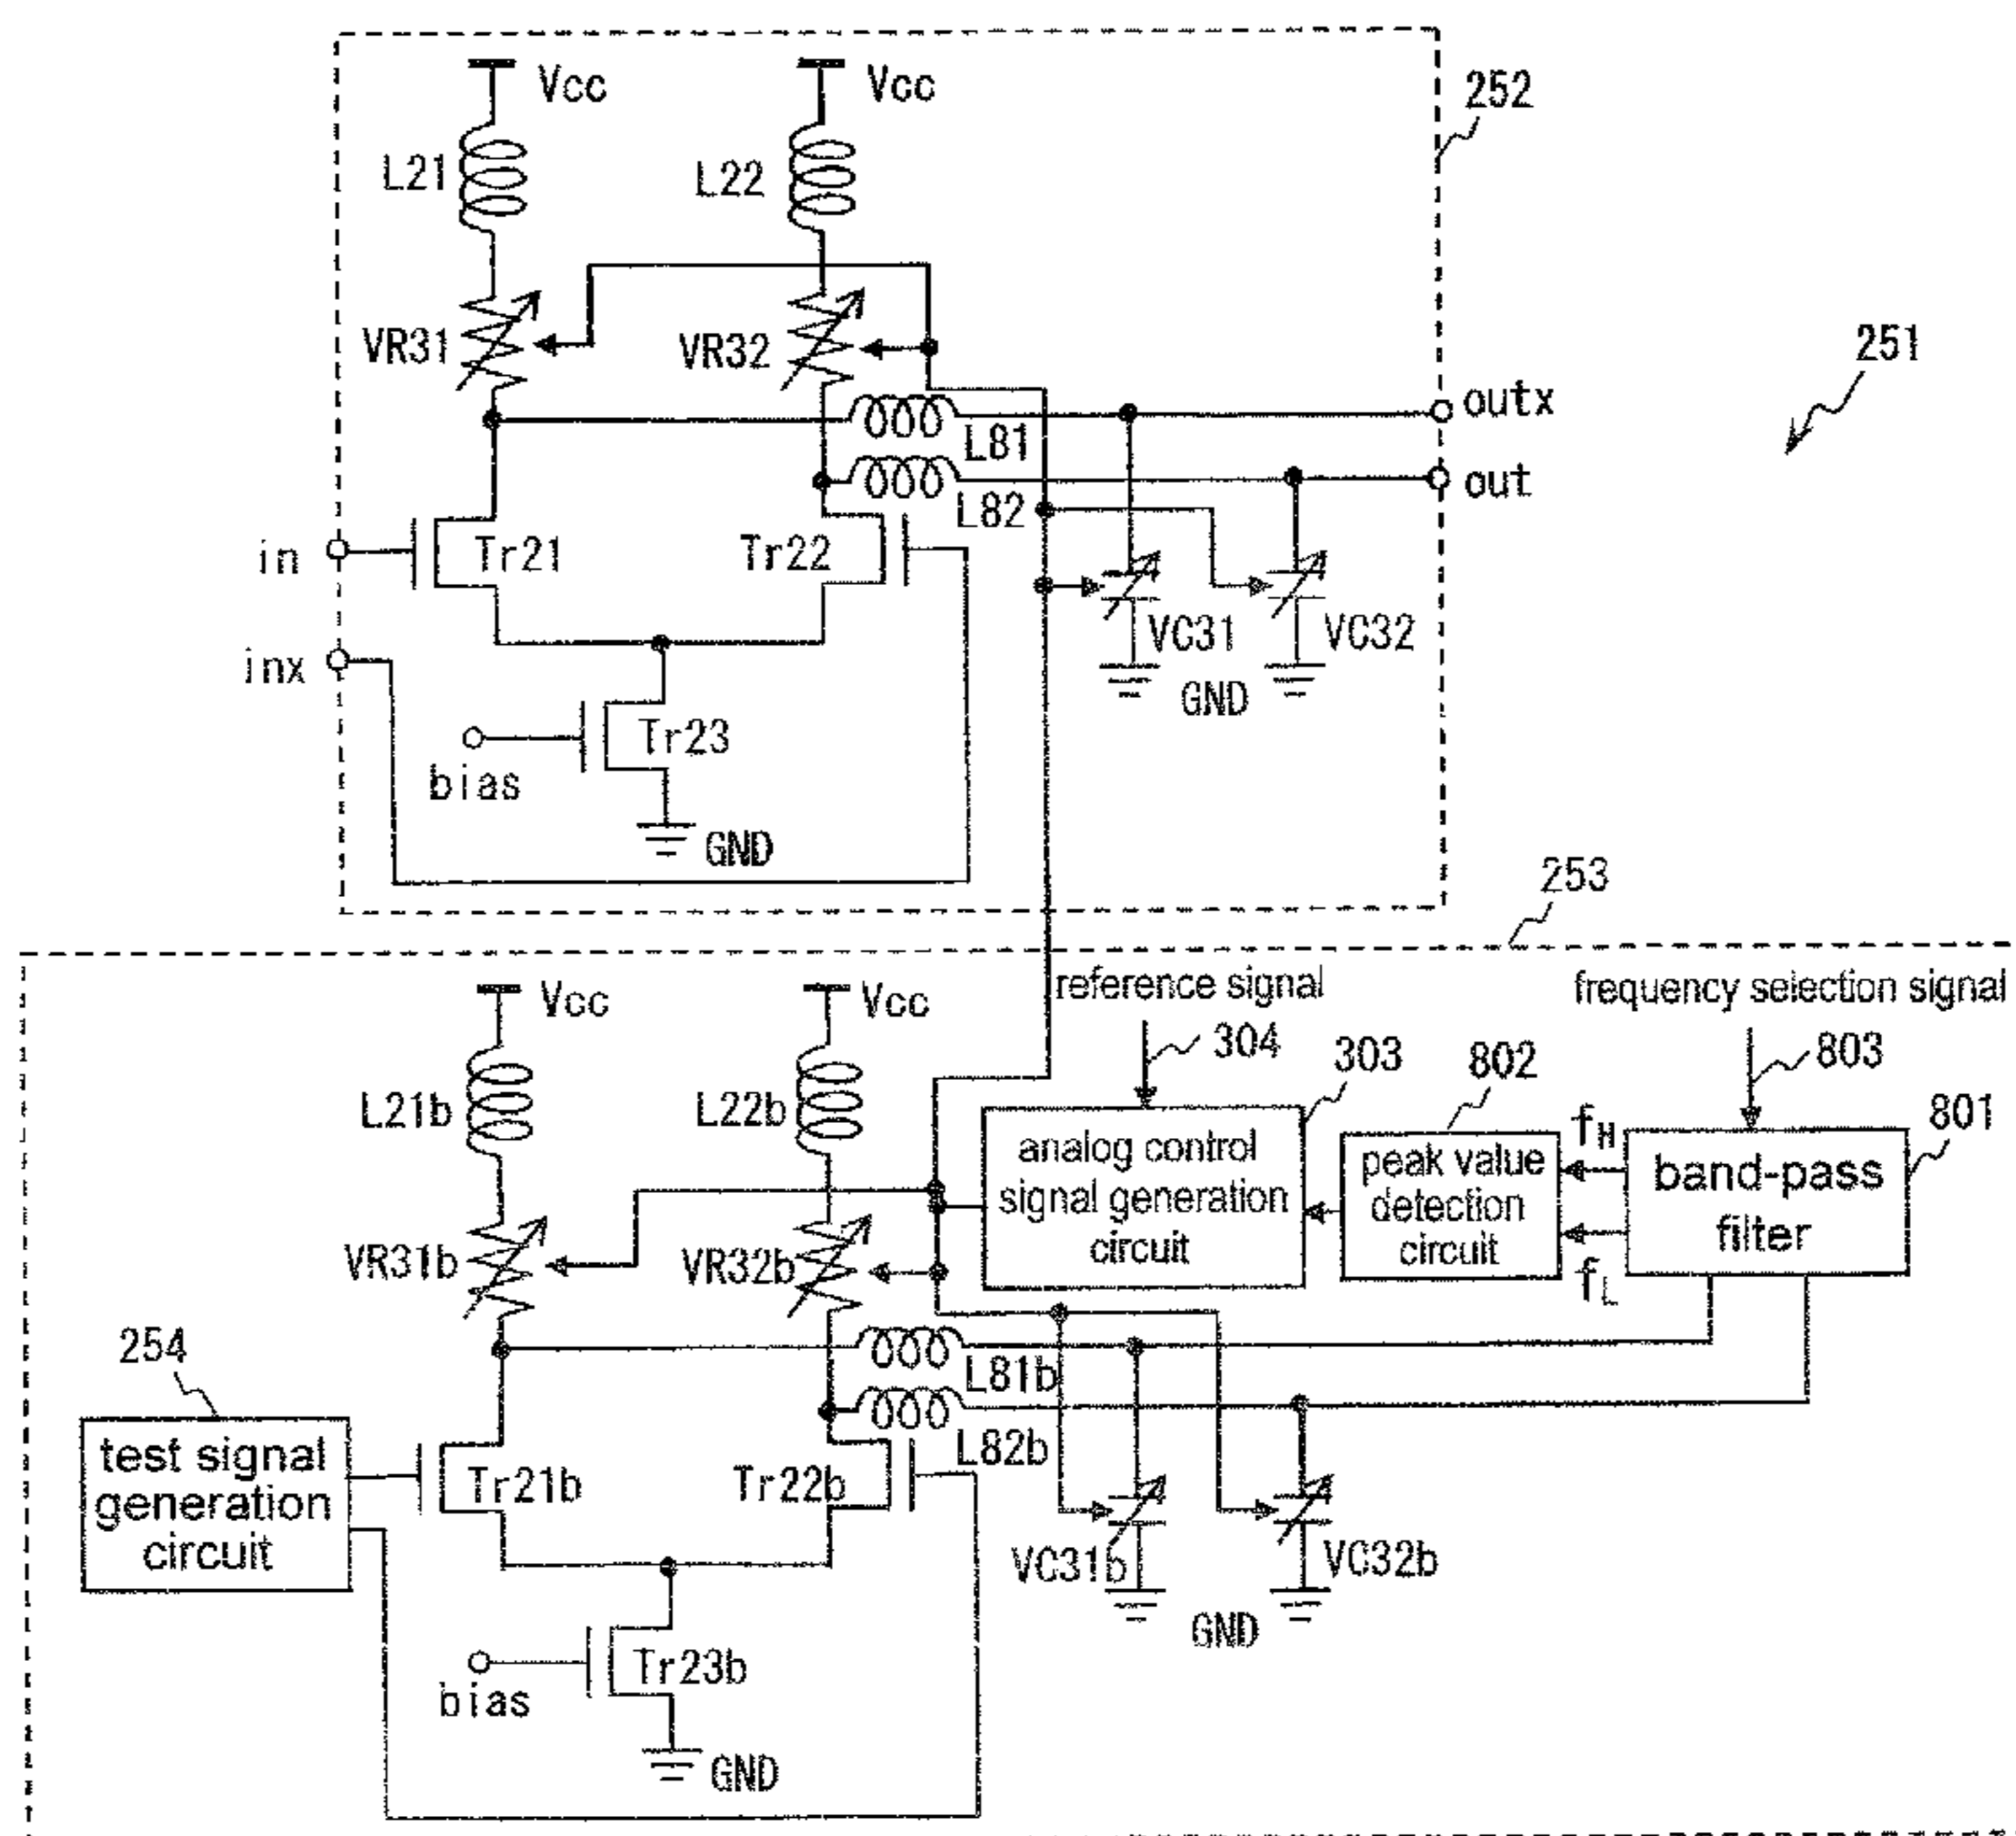 Vcc
Vcc
252
L21
L22
VR31
VR32
251
outx
L81
out
L82
in
Tr21
Tr22
VC31
VC32
inx
GND
Tr23
bias
GND
253
Vcc
Vcc
reference signal
frequency selection signal
304
303
802
803
801
L21b
L22b
analog control
signal generation
circuit
peak value
detection
circuit
fH
fL
band-pass
filter
VR31b
VR32b
254
L81b
L82b
test signal
generation
circuit
Tr21b
Tr22b
VC31b
VC32b
GND
Tr23b
bias
GND